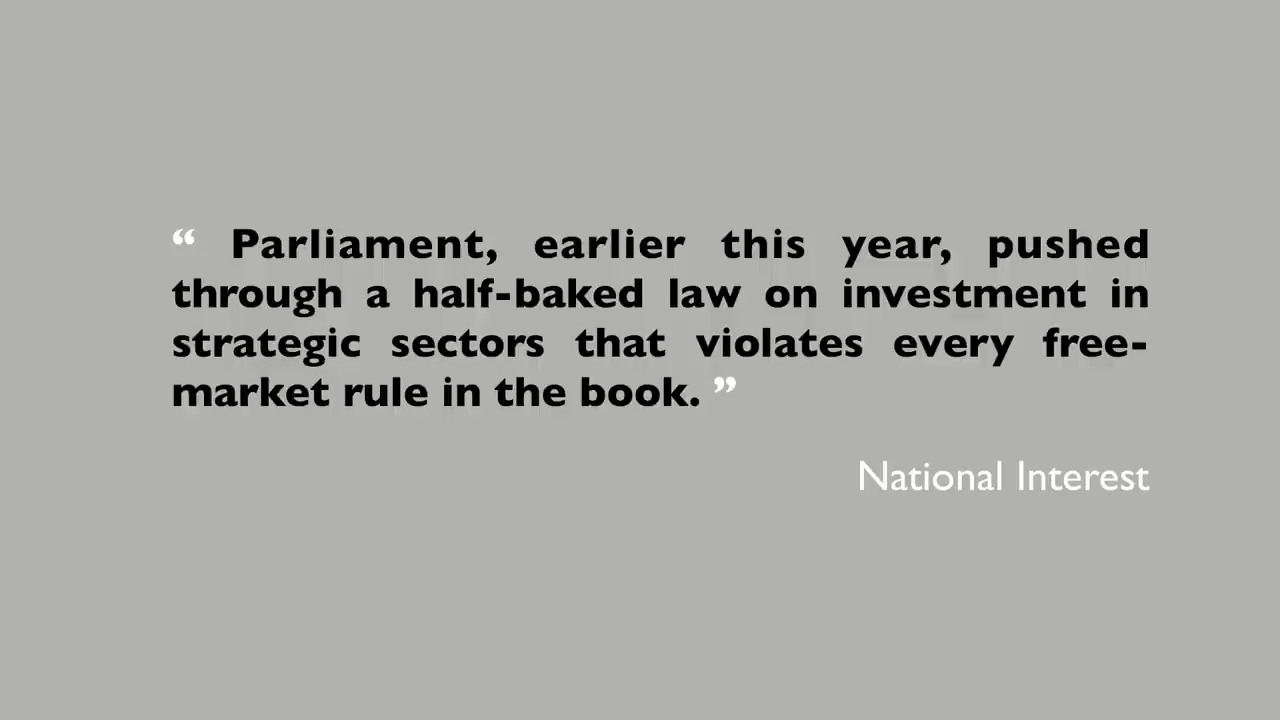 “ Parliament, earlier this year, pushed
through a half-baked law on investment in
strategic sectors that violates every free-
market rule in the book. ”
National Interest